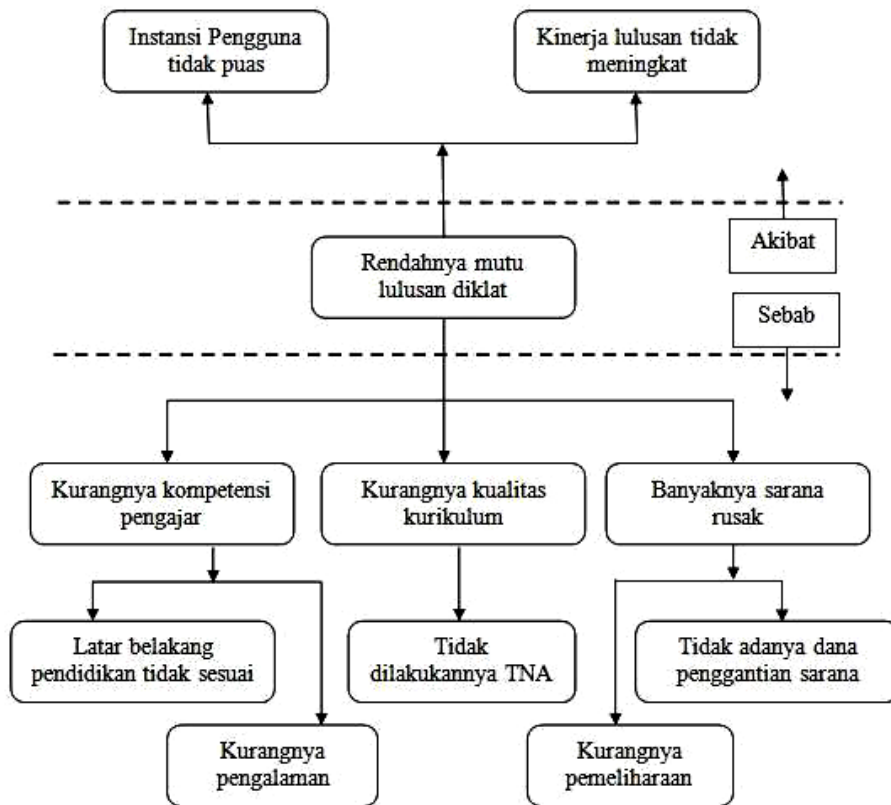 Instansi Pengguna
tidak puas
Kinerja lulusan tidak
meningkat
Akibat
Rendahnya mutu
lulusan diklat
Sebab
Kurangnya kompetensi
pengajar
Kurangnya kualitas
kurikulum
Banyaknya sarana
rusak
Latar belakang
pendidikan tidak sesuai
Tidak
dilakukannya TNA
Tidak adanya dana
penggantian sarana
Kurangnya
pengalaman
Kurangnya
pemeliharaan